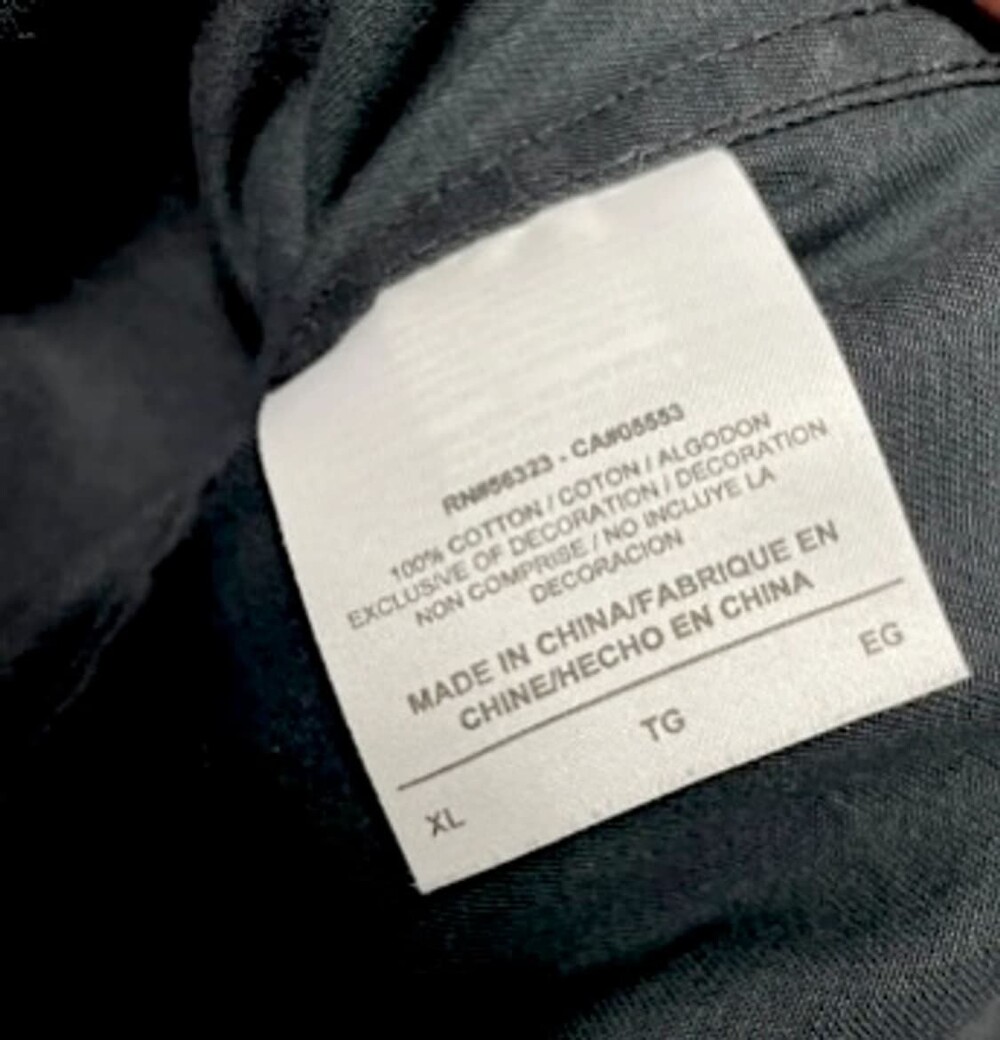 RN#56323 - CA#05553
100% COTTON / COTON / ALGODON
EXCLUSIVE OF DECORATION / DECORATION
NON COMPRISE / NO INCLUYE LA
DECORACION
MADE IN CHINA/FABRIQUE EN
CHINE/HECHO EN CHINA
XL TG EG